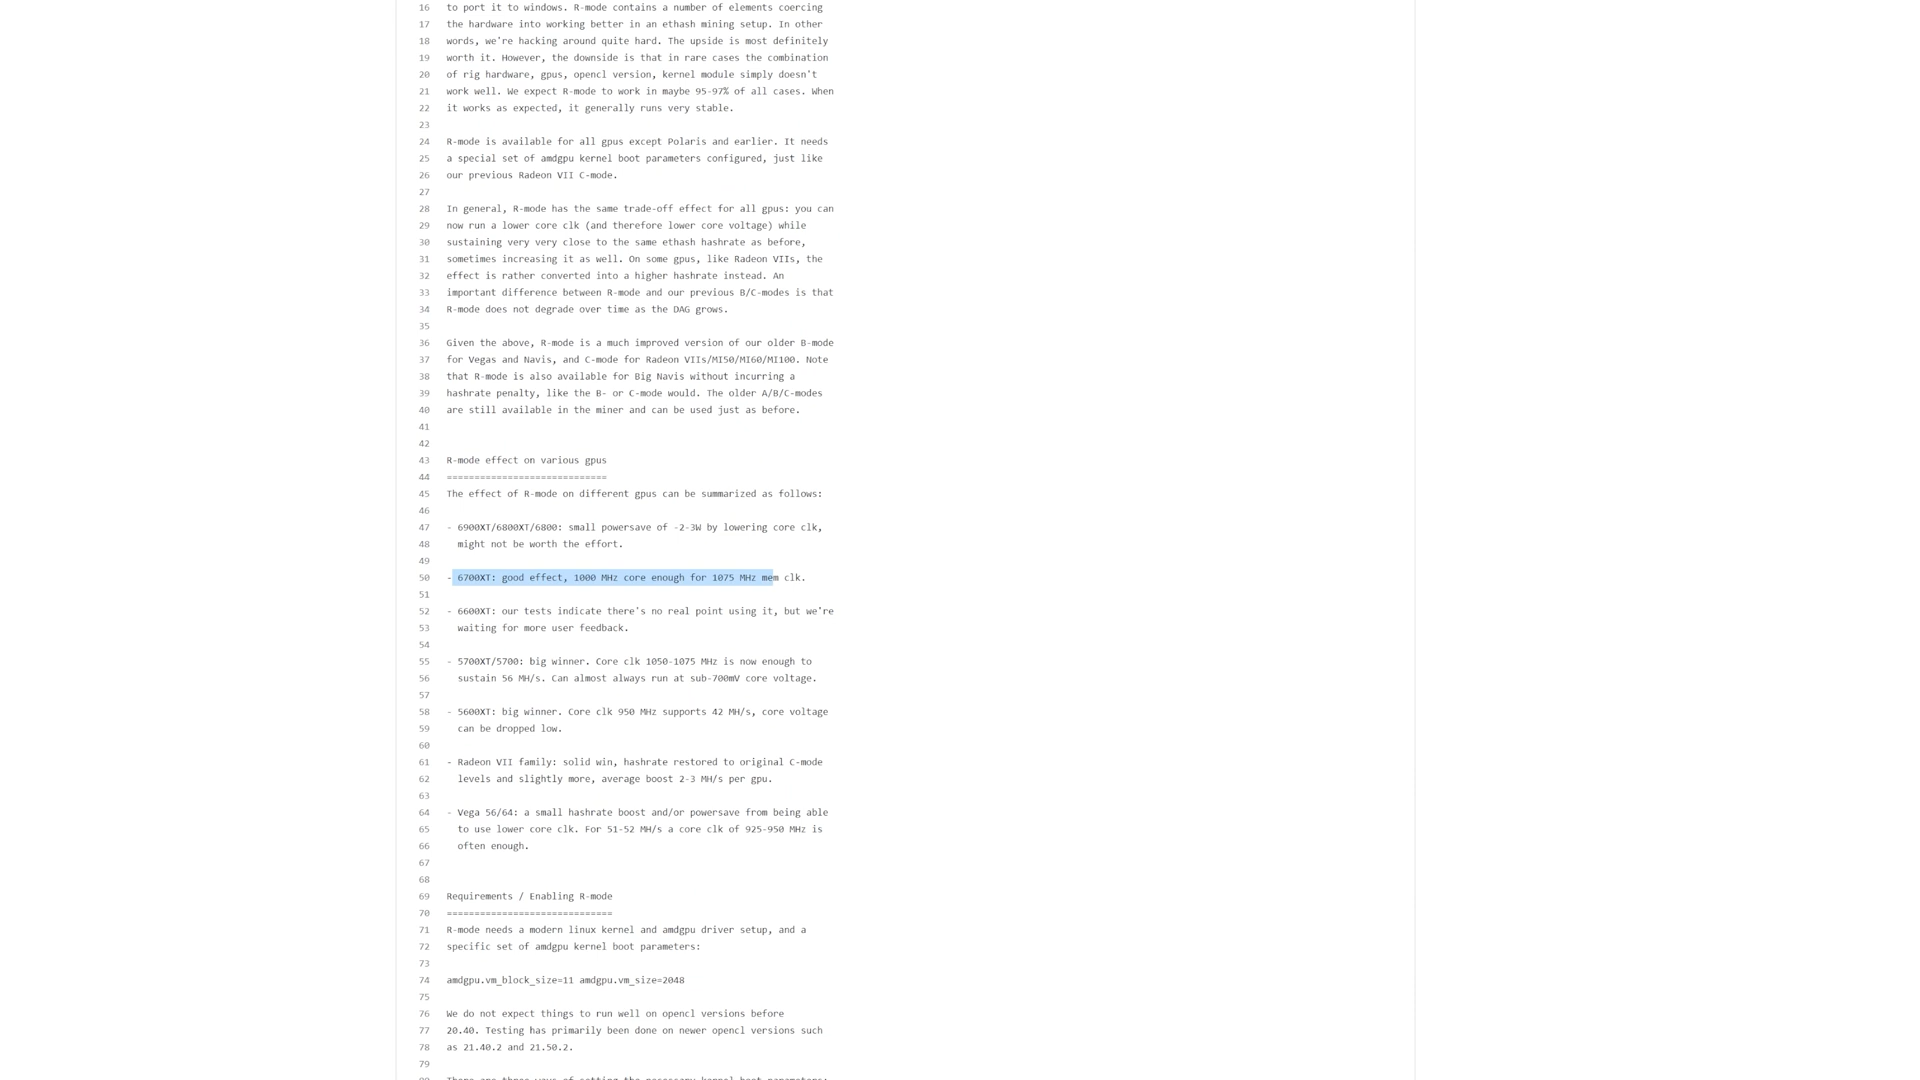 16 to port it to windows. R-mode contains a number of elements coercing
17 the hardware into working better in an ethash mining setup. In other
18 words, we're hacking around quite hard. The upside is most definitely
19 worth it. However, the downside is that in rare cases the combination
20 of rig hardware, gpus, opencl version, kernel module simply doesn't
21 work well. We expect R-mode to work in maybe 95-97% of all cases. When
22 it works as expected, it generally runs very stable.
23
24 R-mode is available for all gpus except Polaris and earlier. It needs
25 a special set of amdgpu kernel boot parameters configured, just like
26 our previous Radeon VII C-mode.
27
28 In general, R-mode has the same trade-off effect for all gpus: you can
29 now run a lower core clk (and therefore lower core voltage) while
30 sustaining very very close to the same ethash hashrate as before,
31 sometimes increasing it as well. On some gpus, like Radeon VIIs, the
32 effect is rather converted into a higher hashrate instead. An
33 important difference between R-mode and our previous B/C-modes is that
34 R-mode does not degrade over time as the DAG grows.
35
36 Given the above, R-mode is a much improved version of our older B-mode
37 for Vegas and Navis, and C-mode for Radeon VIIs/MI50/MI60/MI100. Note
38 that R-mode is also available for Big Navis without incurring a
39 hashrate penalty, like the B- or C-mode would. The older A/B/C-modes
40 are still available in the miner and can be used just as before.
41
42
43 R-mode effect on various gpus
44 =============================
45 The effect of R-mode on different gpus can be summarized as follows:
46
47 - 6900XT/6800XT/6800: small powersave of -2-3W by lowering core clk,
48 might not be worth the effort.
49
50 - 6700XT: good effect, 1000 MHz core enough for 1075 MHz mem clk.
51
52 - 6600XT: our tests indicate there's no real point using it, but we're
53 waiting for more user feedback.
54
55 - 5700XT/5700: big winner. Core clk 1050-1075 MHz is now enough to
56 sustain 56 MH/s. Can almost always run at sub-700mV core voltage.
57
58 - 5600XT: big winner. Core clk 950 MHz supports 42 MH/s, core voltage
59 can be dropped low.
60
61 - Radeon VII family: solid win, hashrate restored to original C-mode
62 levels and slightly more, average boost 2-3 MH/s per gpu.
63
64 - Vega 56/64: a small hashrate boost and/or powersave from being able
65 to use lower core clk. For 51-52 MH/s a core clk of 925-950 MHz is
66 often enough.
67
68
69 Requirements / Enabling R-mode
70 ==============================
71 R-mode needs a modern linux kernel and amdgpu driver setup, and a
72 specific set of amdgpu kernel boot parameters:
73
74 amdgpu.vm_block_size=11 amdgpu.vm_size=2048
75
76 We do not expect things to run well on opencl versions before
77 20.40. Testing has primarily been done on newer opencl versions such
78 as 21.40.2 and 21.50.2.
79
80 There are three ways of setting the necessary kernel boot parameters: